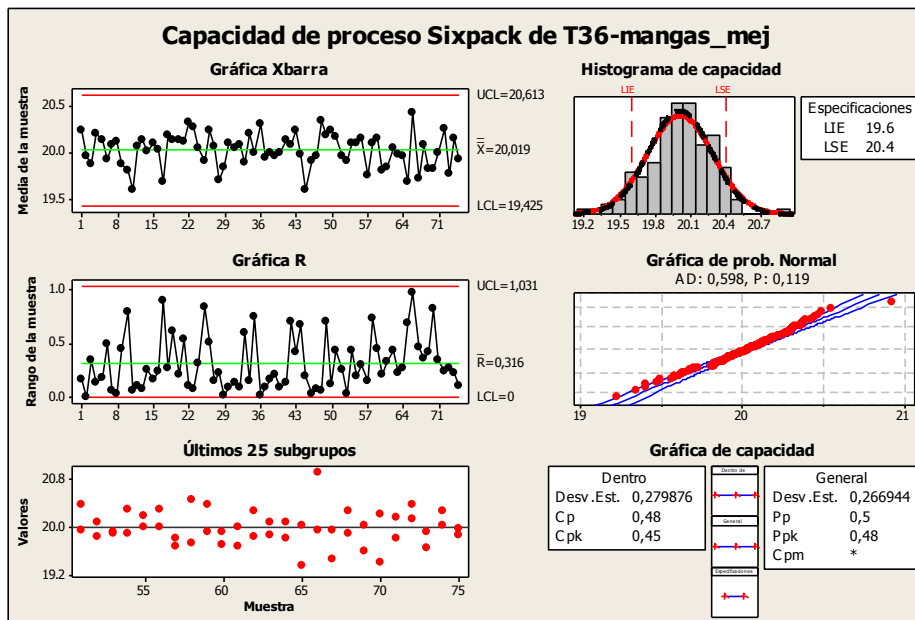 Capacidad de proceso Sixpack de T36-mangas_mej
Gráfica Xbarra
Media de la muestra
20.5
20.0
19.5
1 8 15 22 29 36 43 50 57 64 71
UCL=20,613
X=20,019
LCL=19,425
Histograma de capacidad
LIE LSE
19.2 19.5 19.8 20.1 20.4 20.7
Especificaciones
LIE 19.6
LSE 20.4
Gráfica R
Rango de la muestra
1.0
0.5
0.0
1 8 15 22 29 36 43 50 57 64 71
UCL=1,031
R=0,316
LCL=0
Gráfica de prob. Normal
AD: 0,598, P: 0,119
19 20 21
Últimos 25 subgrupos
Valores
20.8
20.0
19.2
55 60 65 70 75
Muestra
Gráfica de capacidad
Dentro
Desv.Est. 0,279876
Cp 0,48
Cpk 0,45
Dentro de
General
Especificaciones
General
Desv.Est. 0,266944
Pp 0,5
Ppk 0,48
Cpm *